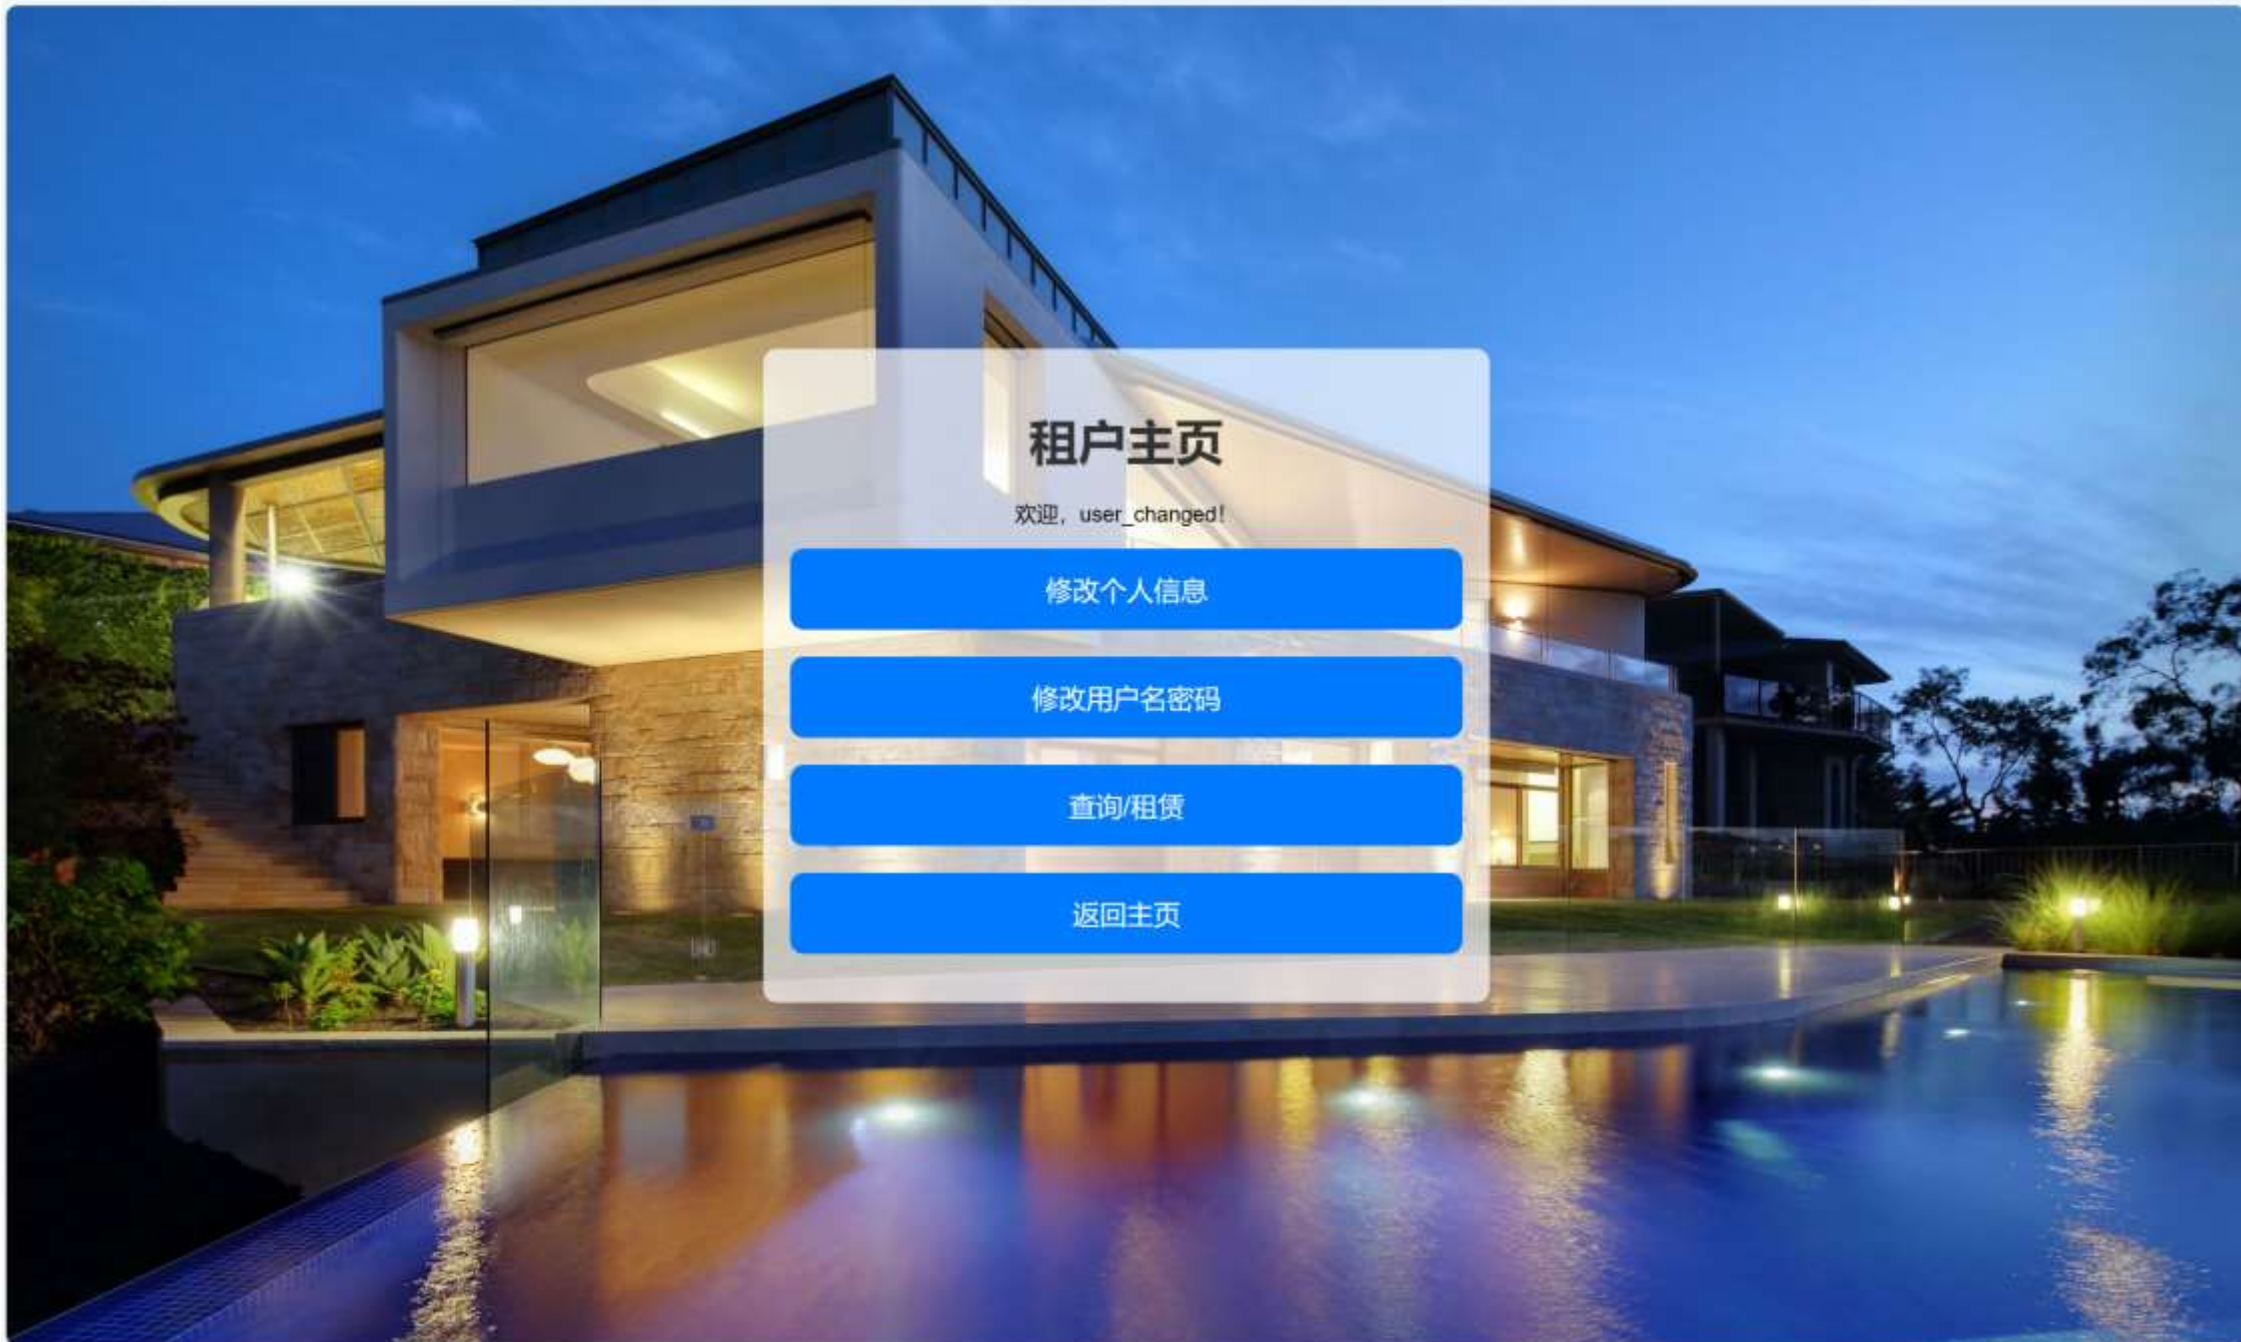 租户主页
欢迎，user_changed!
修改个人信息
修改用户名密码
查询/租赁
返回主页